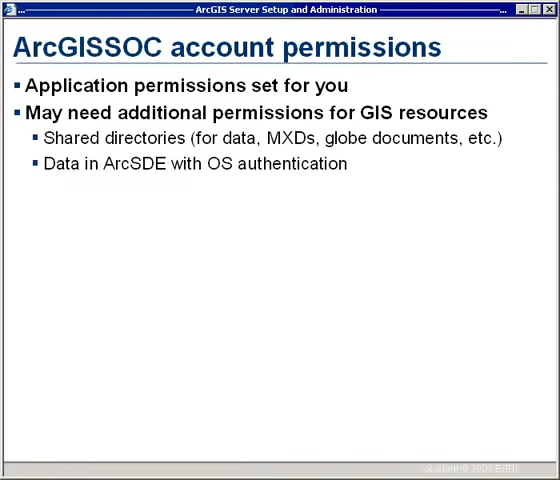 ArcGIS Server Setup and Administration
ArcGISSOC account permissions
Application permissions set for you
May need additional permissions for GIS resources
Shared directories (for data, MXDs, globe documents, etc.)
Data in ArcSDE with OS authentication